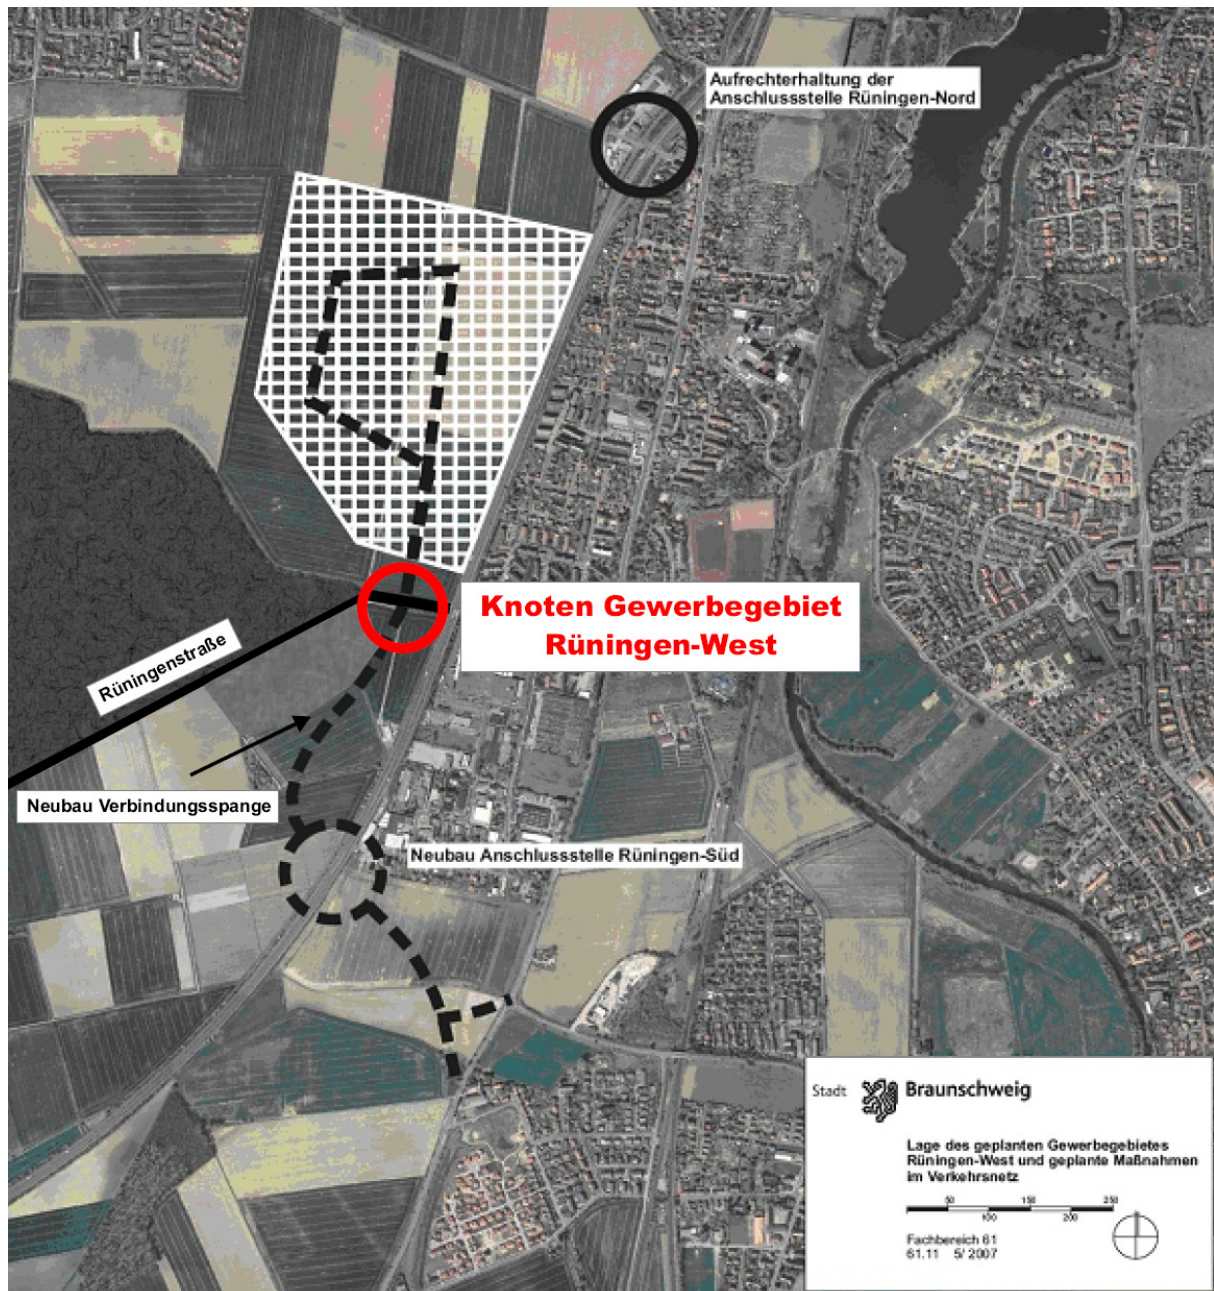 Aufrechterhaltung der
Anschlussstelle Rüningen-Nord
Knoten Gewerbegebiet
Rüningen-West
Rüningenstraße
Neubau Verbindungsspange
Neubau Anschlussstelle Rüningen-Süd
Stadt Braunschweig
Lage des geplanten Gewerbegebietes
Rüningen-West und geplante Maßnahmen
im Verkehrsnetz
50 150 250
100 200
Fachbereich 61
61.11 5/ 2007